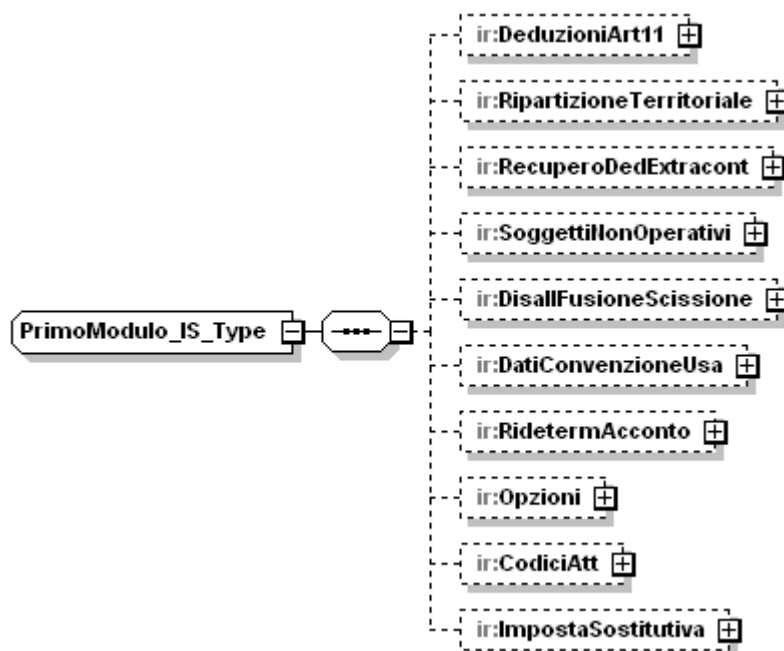 ir:DeduzioniArt11
ir:RipartizioneTerritoriale
ir:RecuperoDedExtracont
ir:SoggettiNonOperativi
PrimoModulo_IS_Type
ir:DisallFusioneScissione
ir:DatiConvenzioneUsa
ir:RidetermAcconto
ir:Opzioni
ir:CodiciAtt
ir:ImpostaSostitutiva